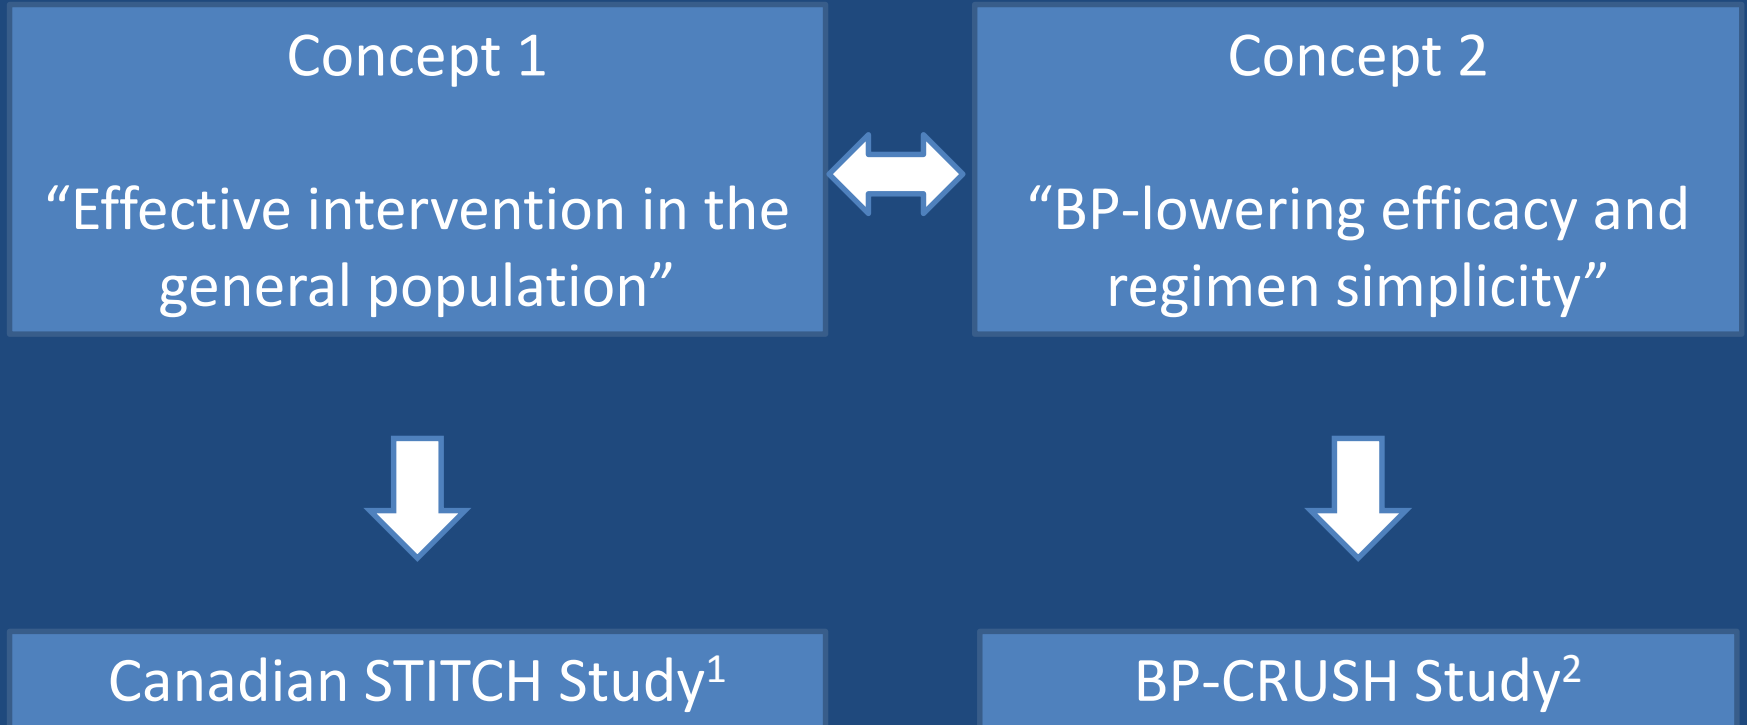 Concept 1
“Effective intervention in the
general population”
Concept 2
“BP-lowering efficacy and
regimen simplicity”
Canadian STITCH Study¹
BP-CRUSH Study²